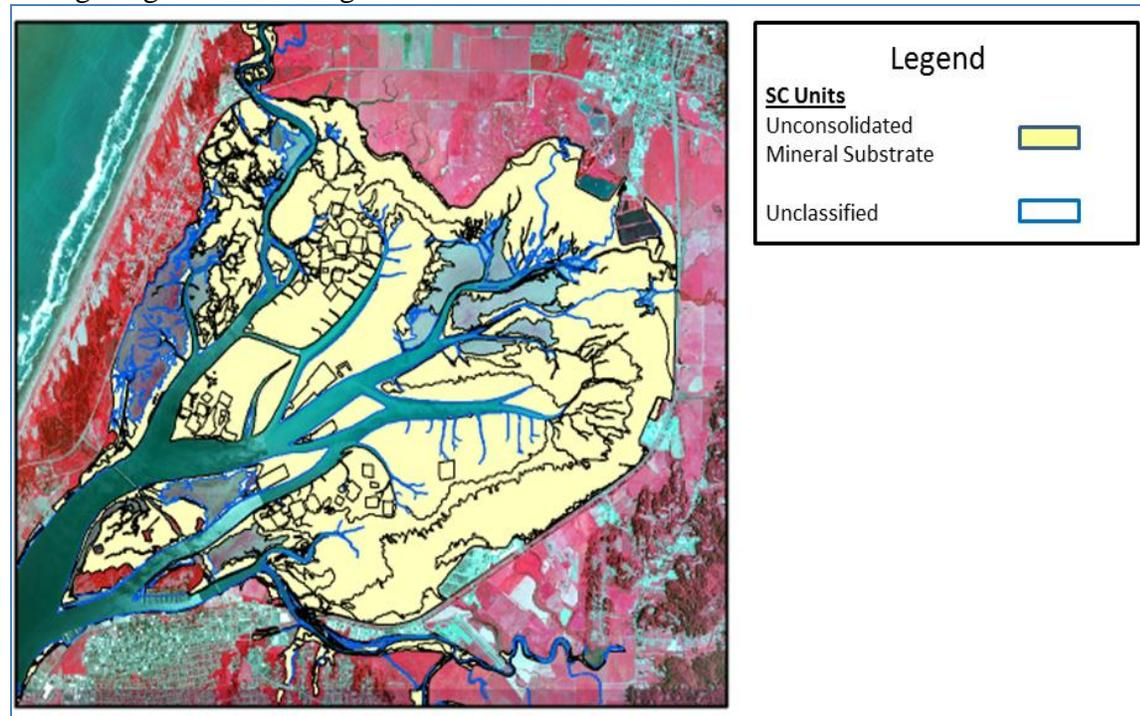 Legend
SC Units
Unconsolidated
Mineral Substrate
Unclassified